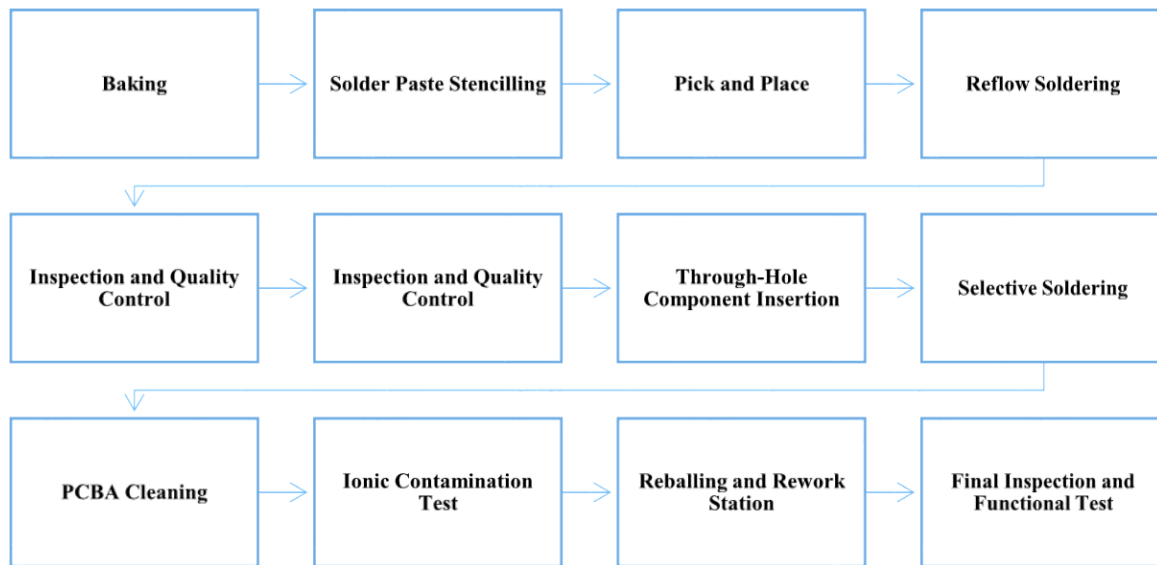 Baking
Solder Paste Stencilling
Pick and Place
Reflow Soldering
Inspection and Quality
Control
Inspection and Quality
Control
Through-Hole
Component Insertion
Selective Soldering
PCBA Cleaning
Ionic Contamination
Test
Reballing and Rework
Station
Final Inspection and
Functional Test